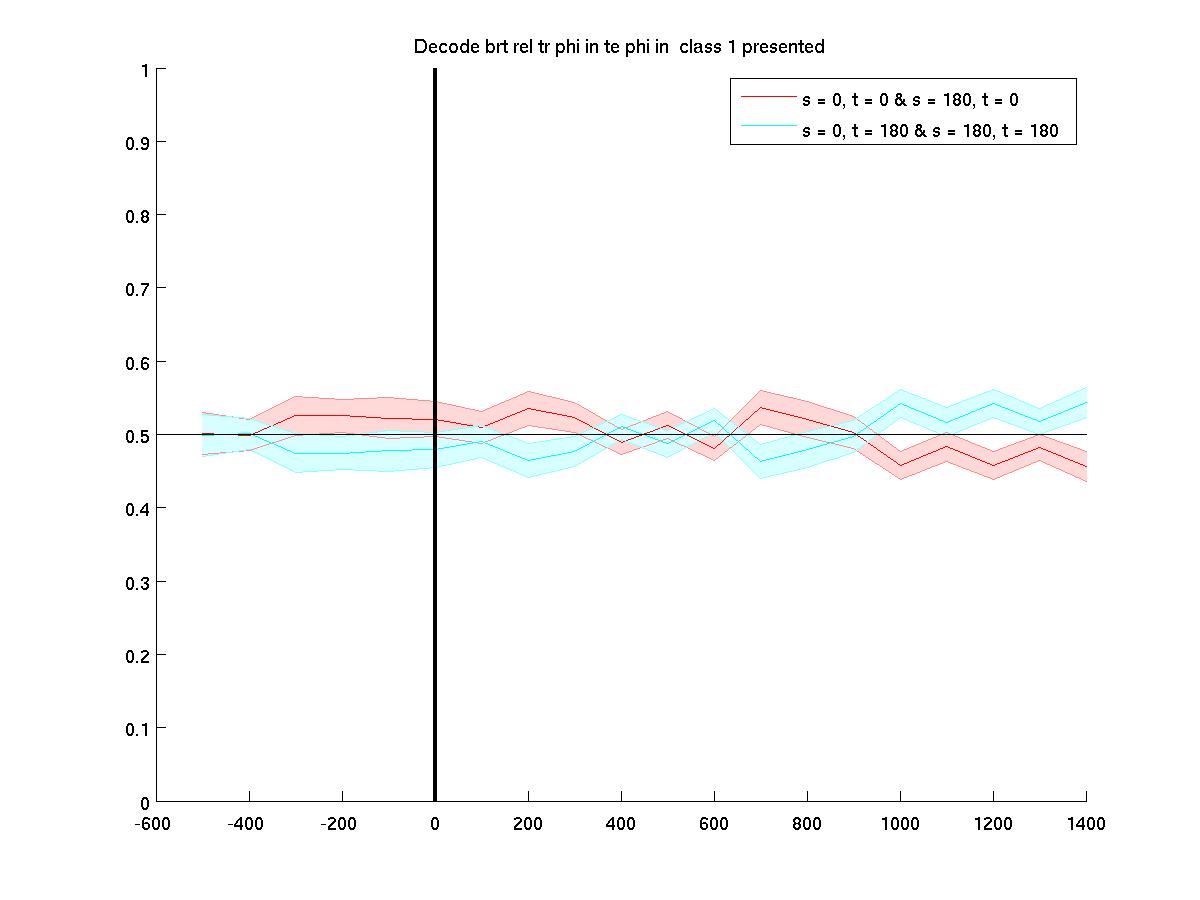 Decode brt rel tr phi in te phi in  class 1 presented
s = 0, t = 0 & s = 180, t = 0
s = 0, t = 180 & s = 180, t = 180
1
0.9
0.8
0.7
0.6
0.5
0.4
0.3
0.2
0.1
0
-600 -400 -200 0 200 400 600 800 1000 1200 1400